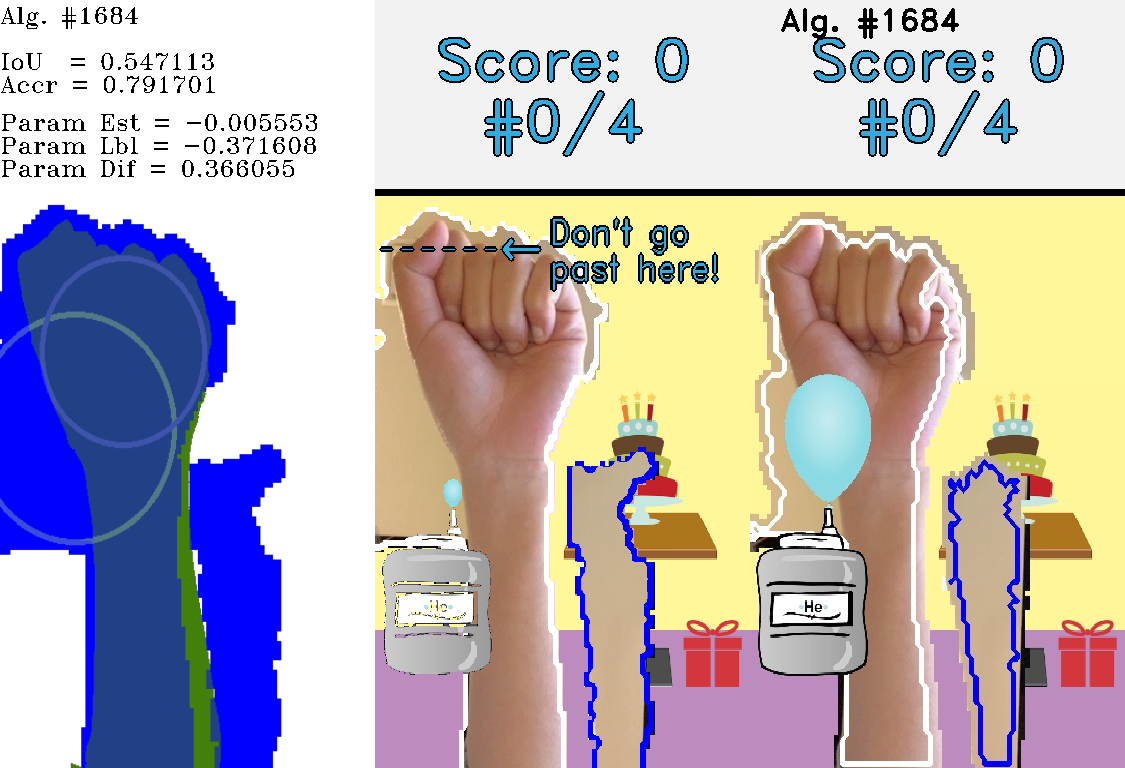 Alg. #1684
IoU = 0.547113
Accr = 0.791701
Param Est = −0.005553
Param Lbl = −0.371608
Param Dif = 0.366055
Score: 0
#0/4
Don't go
past here!
He
Alg. #1684
Score: 0
#0/4
He